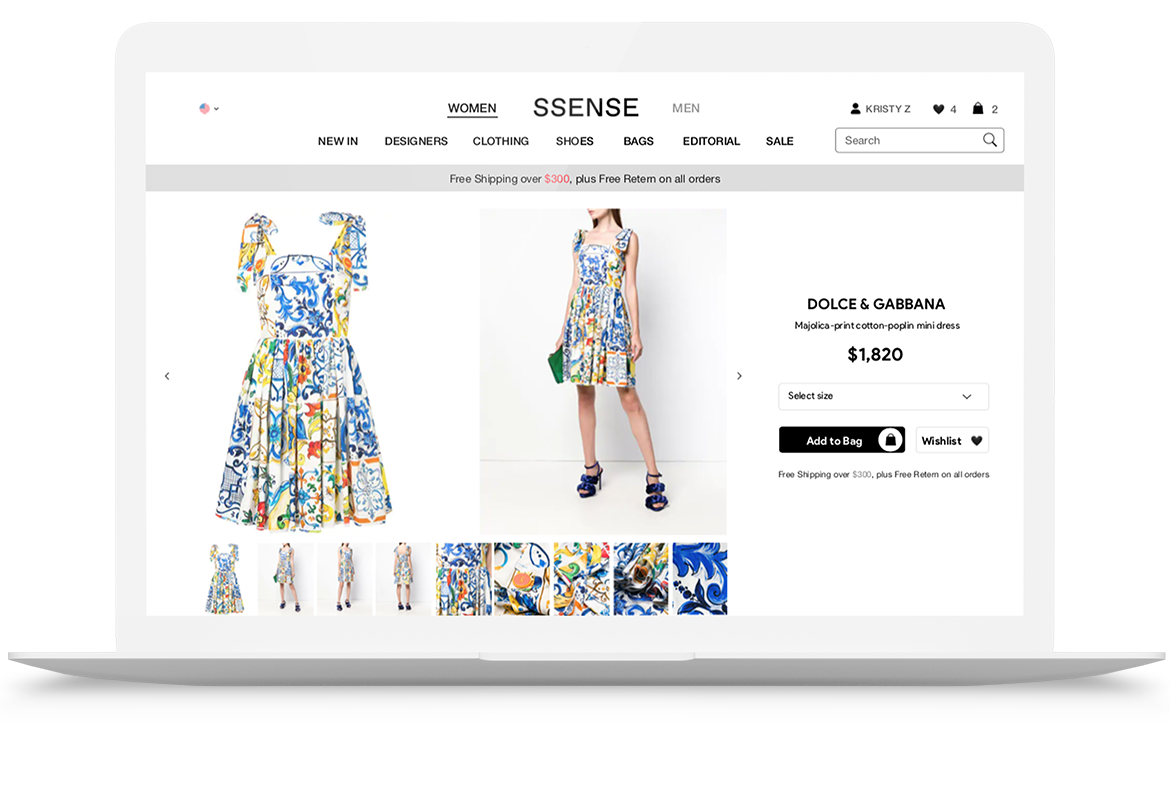 WOMEN SSENSE MEN KRISTY Z 4 2
NEW IN DESIGNERS CLOTHING SHOES BAGS EDITORIAL SALE Search
Free Shipping over $300, plus Free Retern on all orders
DOLCE & GABBANA
Majolica-print cotton-poplin mini dress
$1,820
Select size
Add to Bag Wishlist
Free Shipping over $300, plus Free Retern on all orders